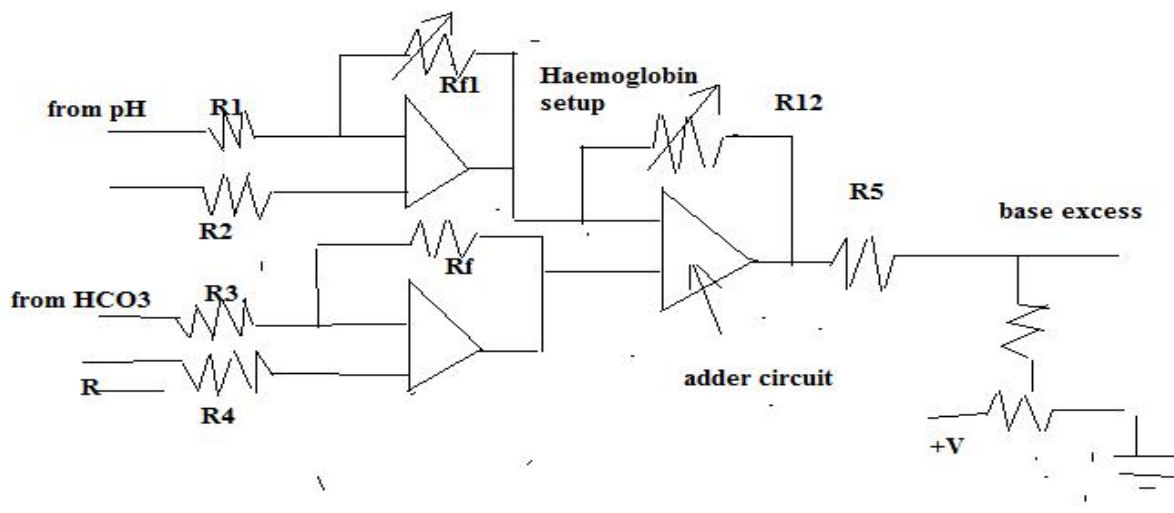 from pH
R1
Rf1
Haemoglobin
setup
R12
R2
R5
base excess
Rf
from HCO3
R3
R
R4
adder circuit
+V